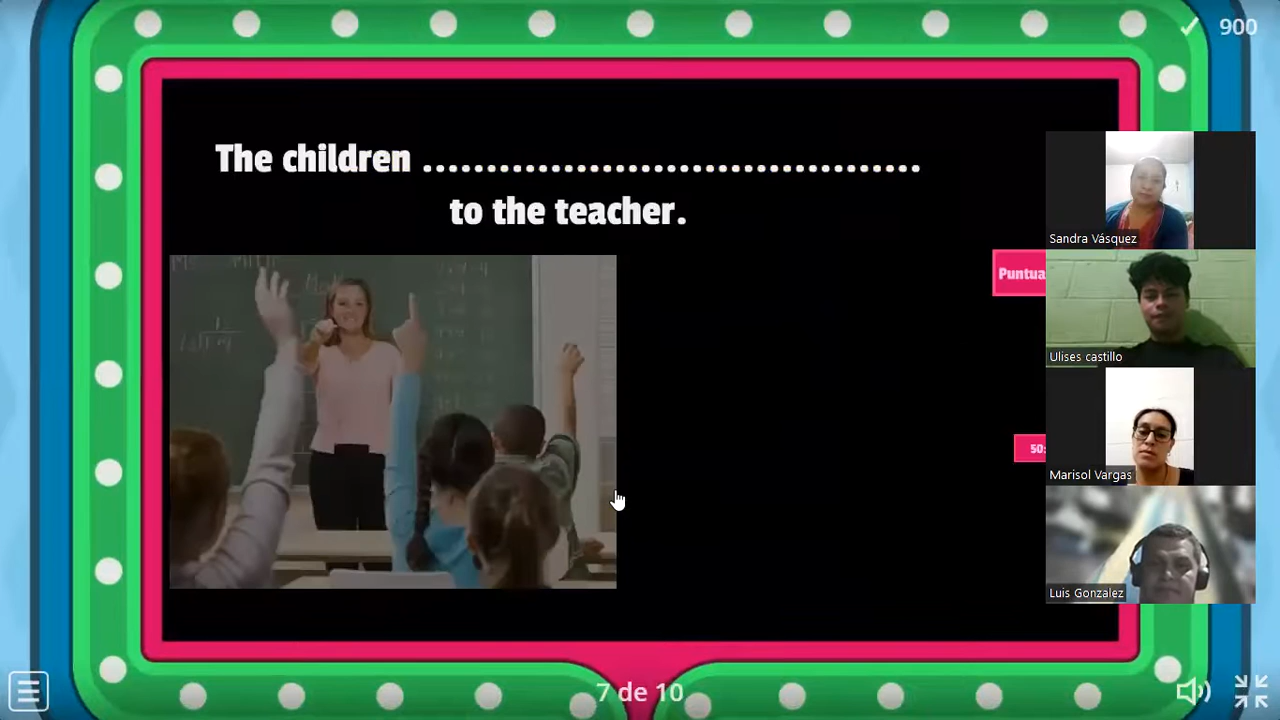 ✓ 900
The children ........................................
to the teacher.
Puntua
50:
Sandra Vásquez
Ulises castillo
Marisol Vargas
Luis Gonzalez
7 de 10